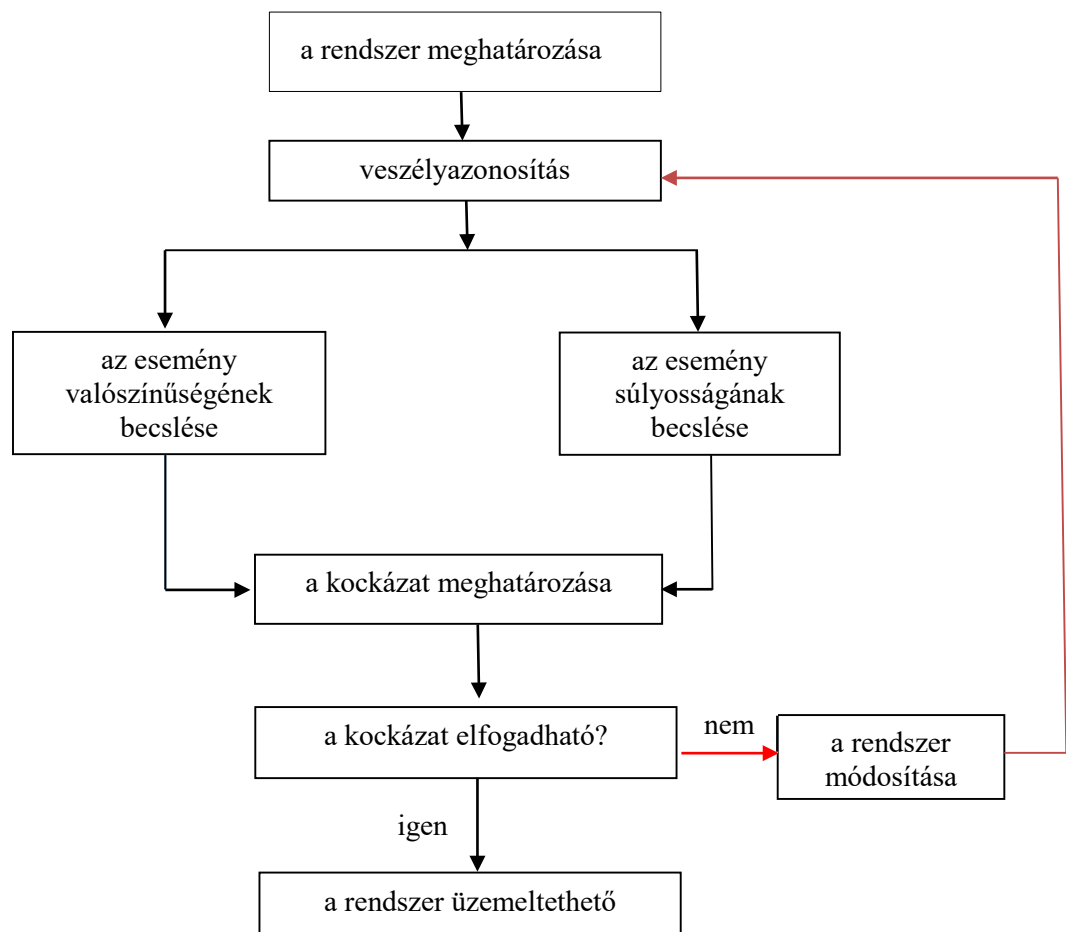 a rendszer meghatározása
veszélyazonosítás
az esemény
valószínűségének
becslése
az esemény
súlyosságának
becslése
a kockázat meghatározása
a kockázat elfogadható?
nem
a rendszer
módosítása
igen
a rendszer üzemeltethető